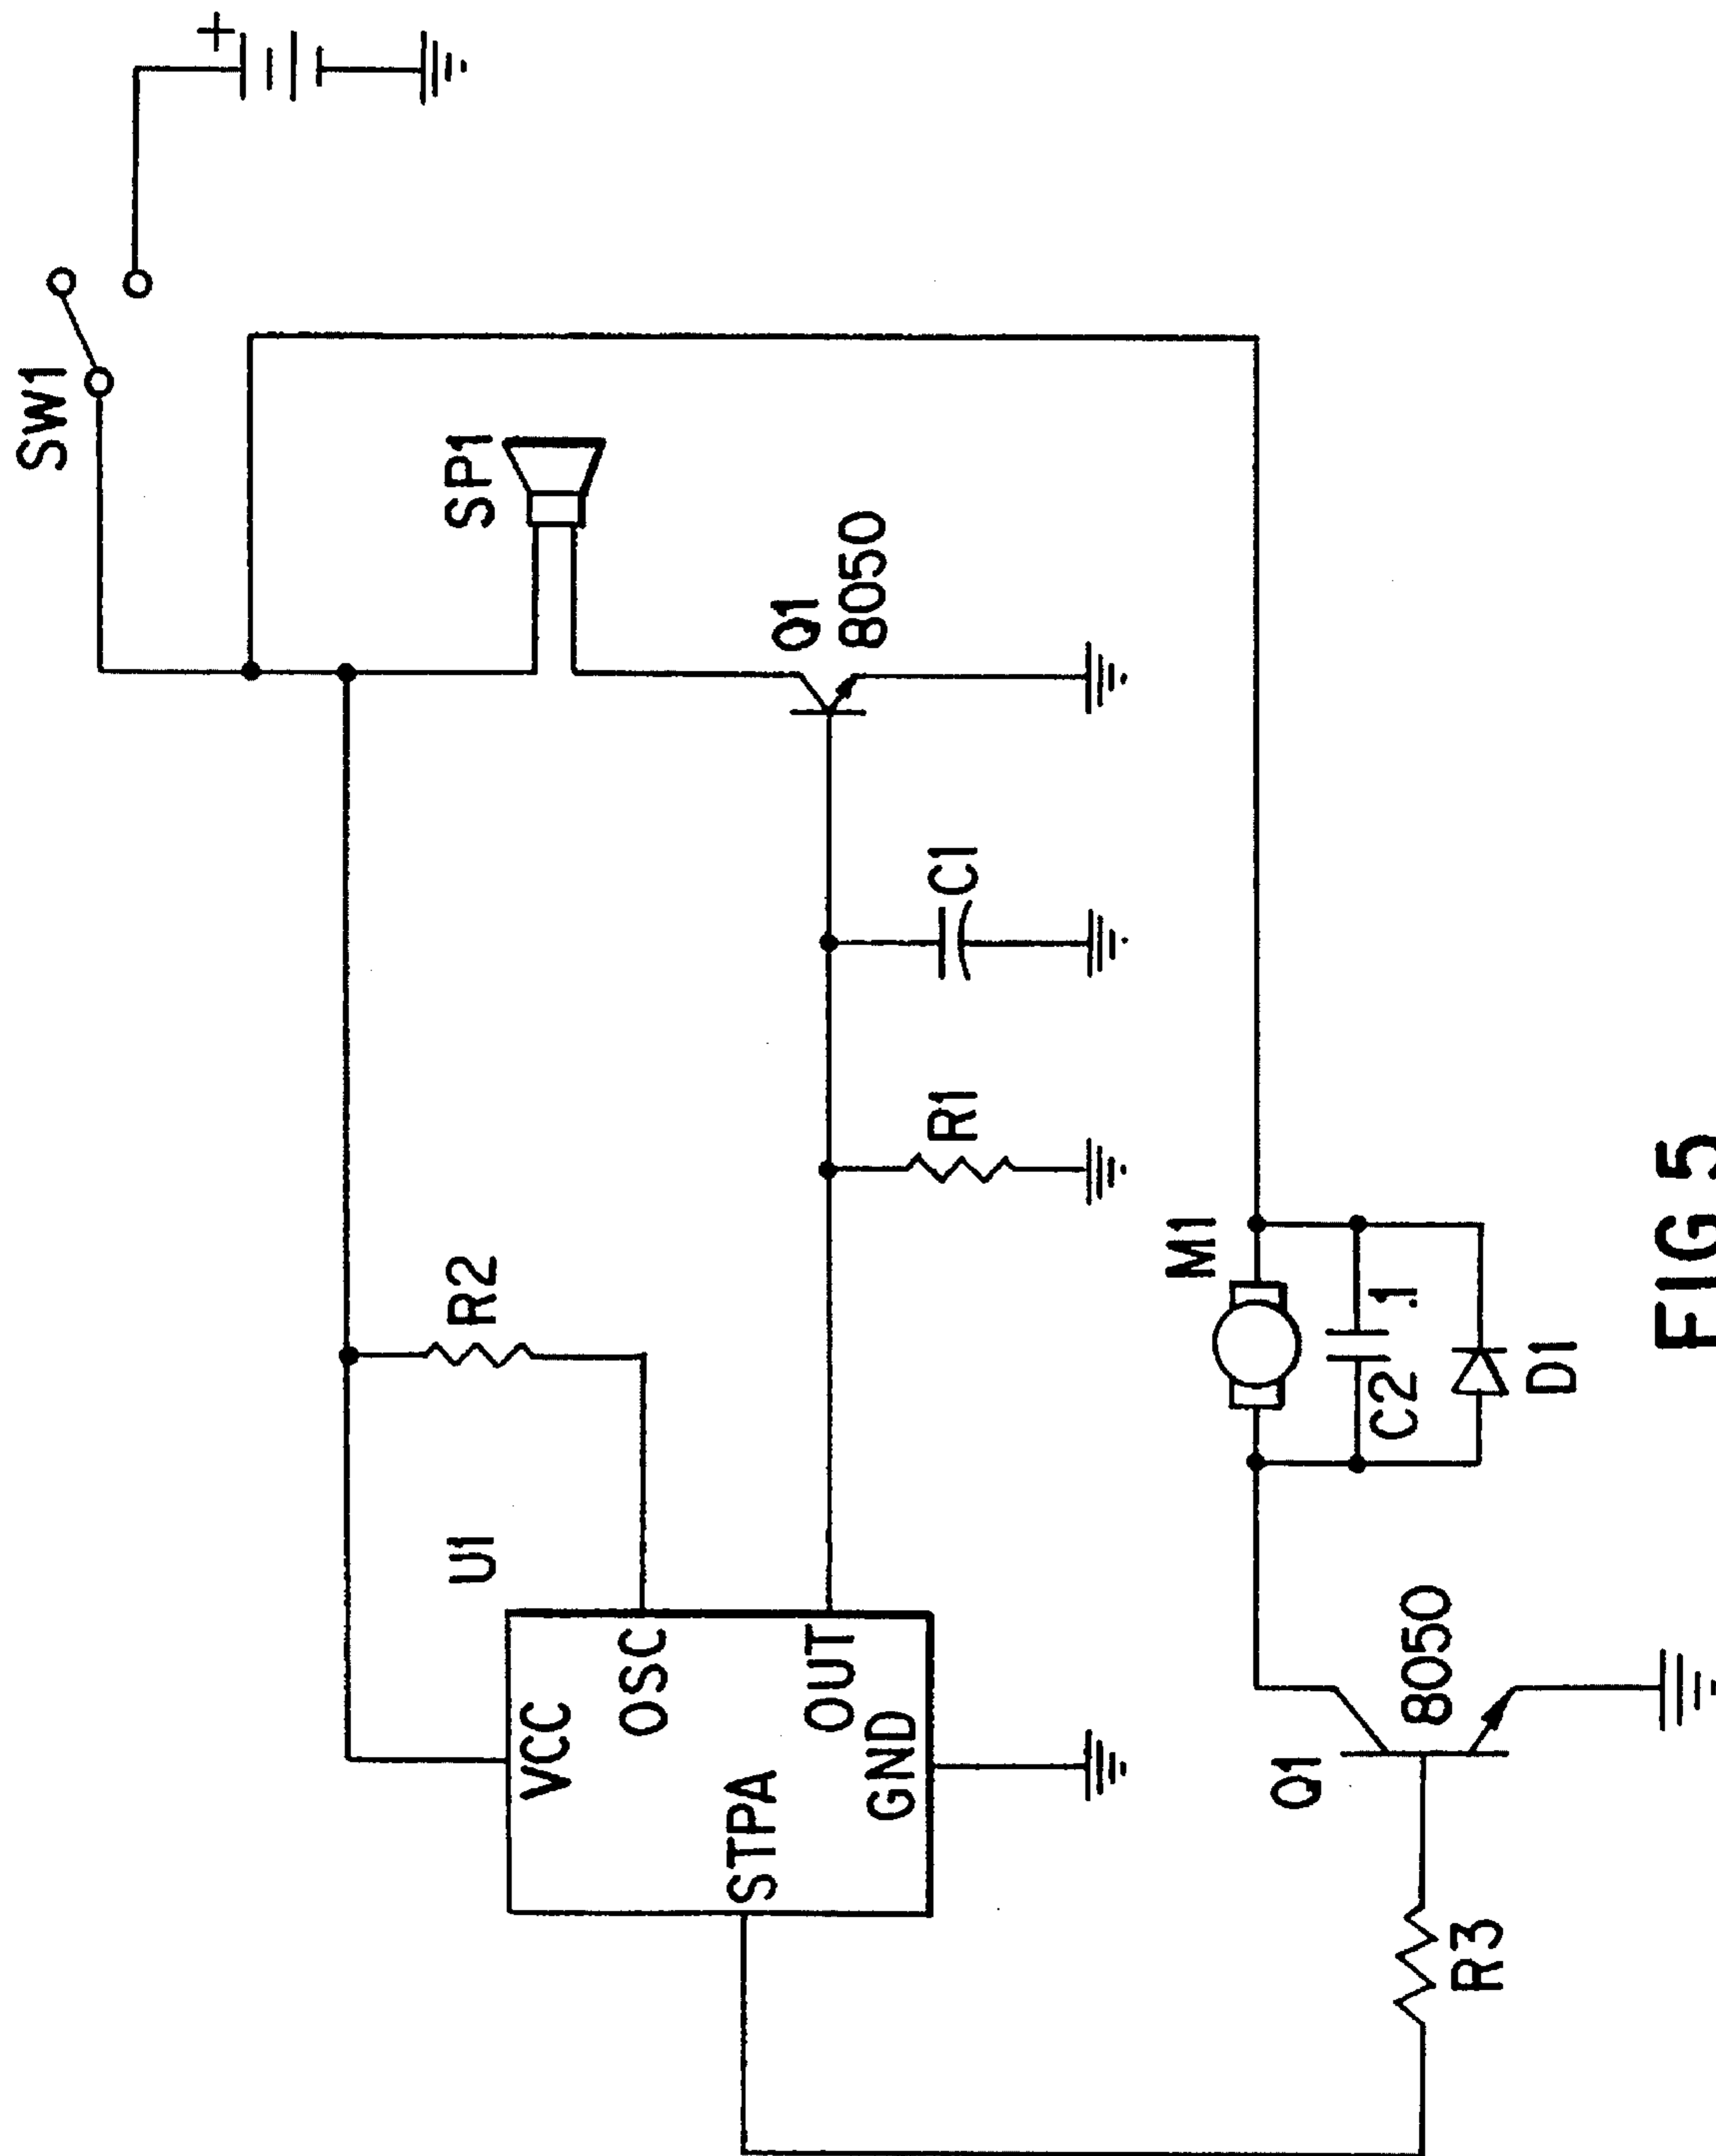 SW1
+
SP1
Q1
8050
C1
R1
R2
U1
VCC
OSC
STPA
OUT
GND
M1
C2 .1
D1
Q1
8050
R3
FIG 5